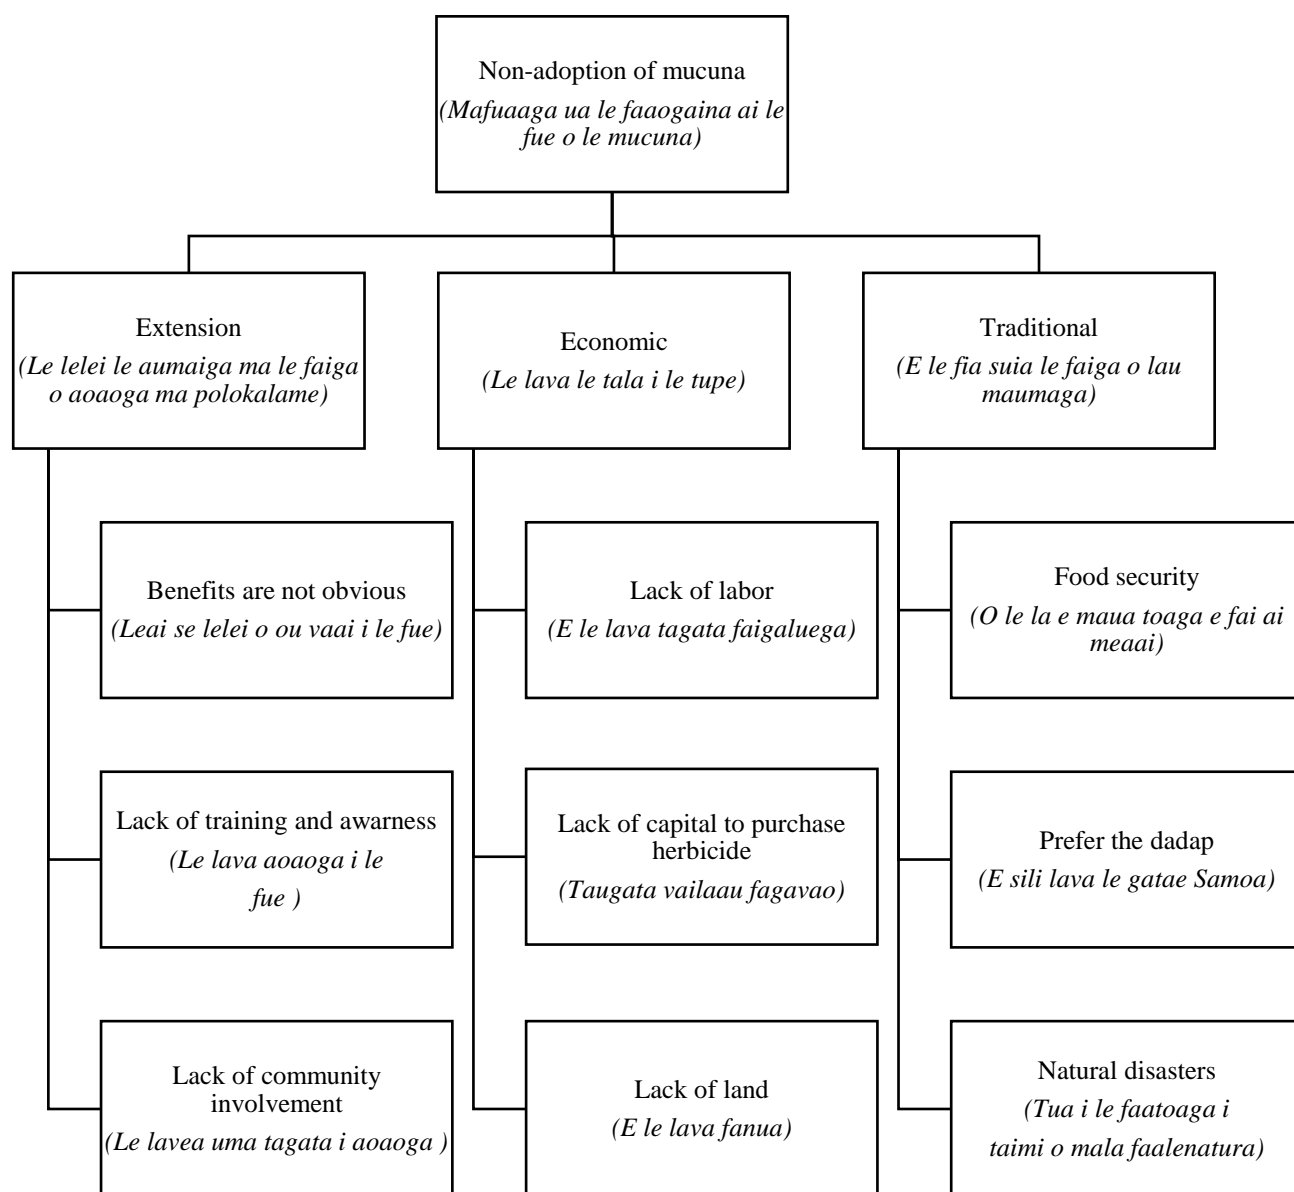 Non-adoption of mucuna
(Mafuaaga ua le faaogaina ai le
fue o le mucuna)
Extension
(Le lelei le aumaiga ma le faiga
o aoaoga ma polokalame)
Economic
(Le lava le tala i le tupe)
Traditional
(E le fia suia le faiga o lau
maumaga)
Benefits are not obvious
(Leai se lelei o ou vaai i le fue)
Lack of labor
(E le lava tagata faigaluega)
Food security
(O le la e maua toaga e fai ai
meaai)
Lack of training and awarness
(Le lava aoaoga i le
fue )
Lack of capital to purchase
herbicide
(Taugata vailaau fagavao)
Prefer the dadap
(E sili lava le gatae Samoa)
Lack of community
involvement
(Le lavea uma tagata i aoaoga )
Lack of land
(E le lava fanua)
Natural disasters
(Tua i le faatoaga i
taimi o mala faalenatura)